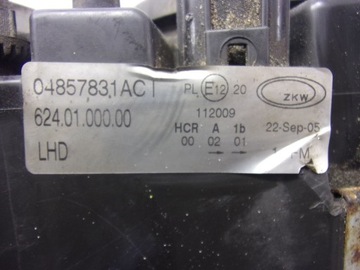 04857831AC
PL E12 20
ZKW
624.01.000.00
112009
HCR A 1b
22-Sep-05
LHD
00 02 01